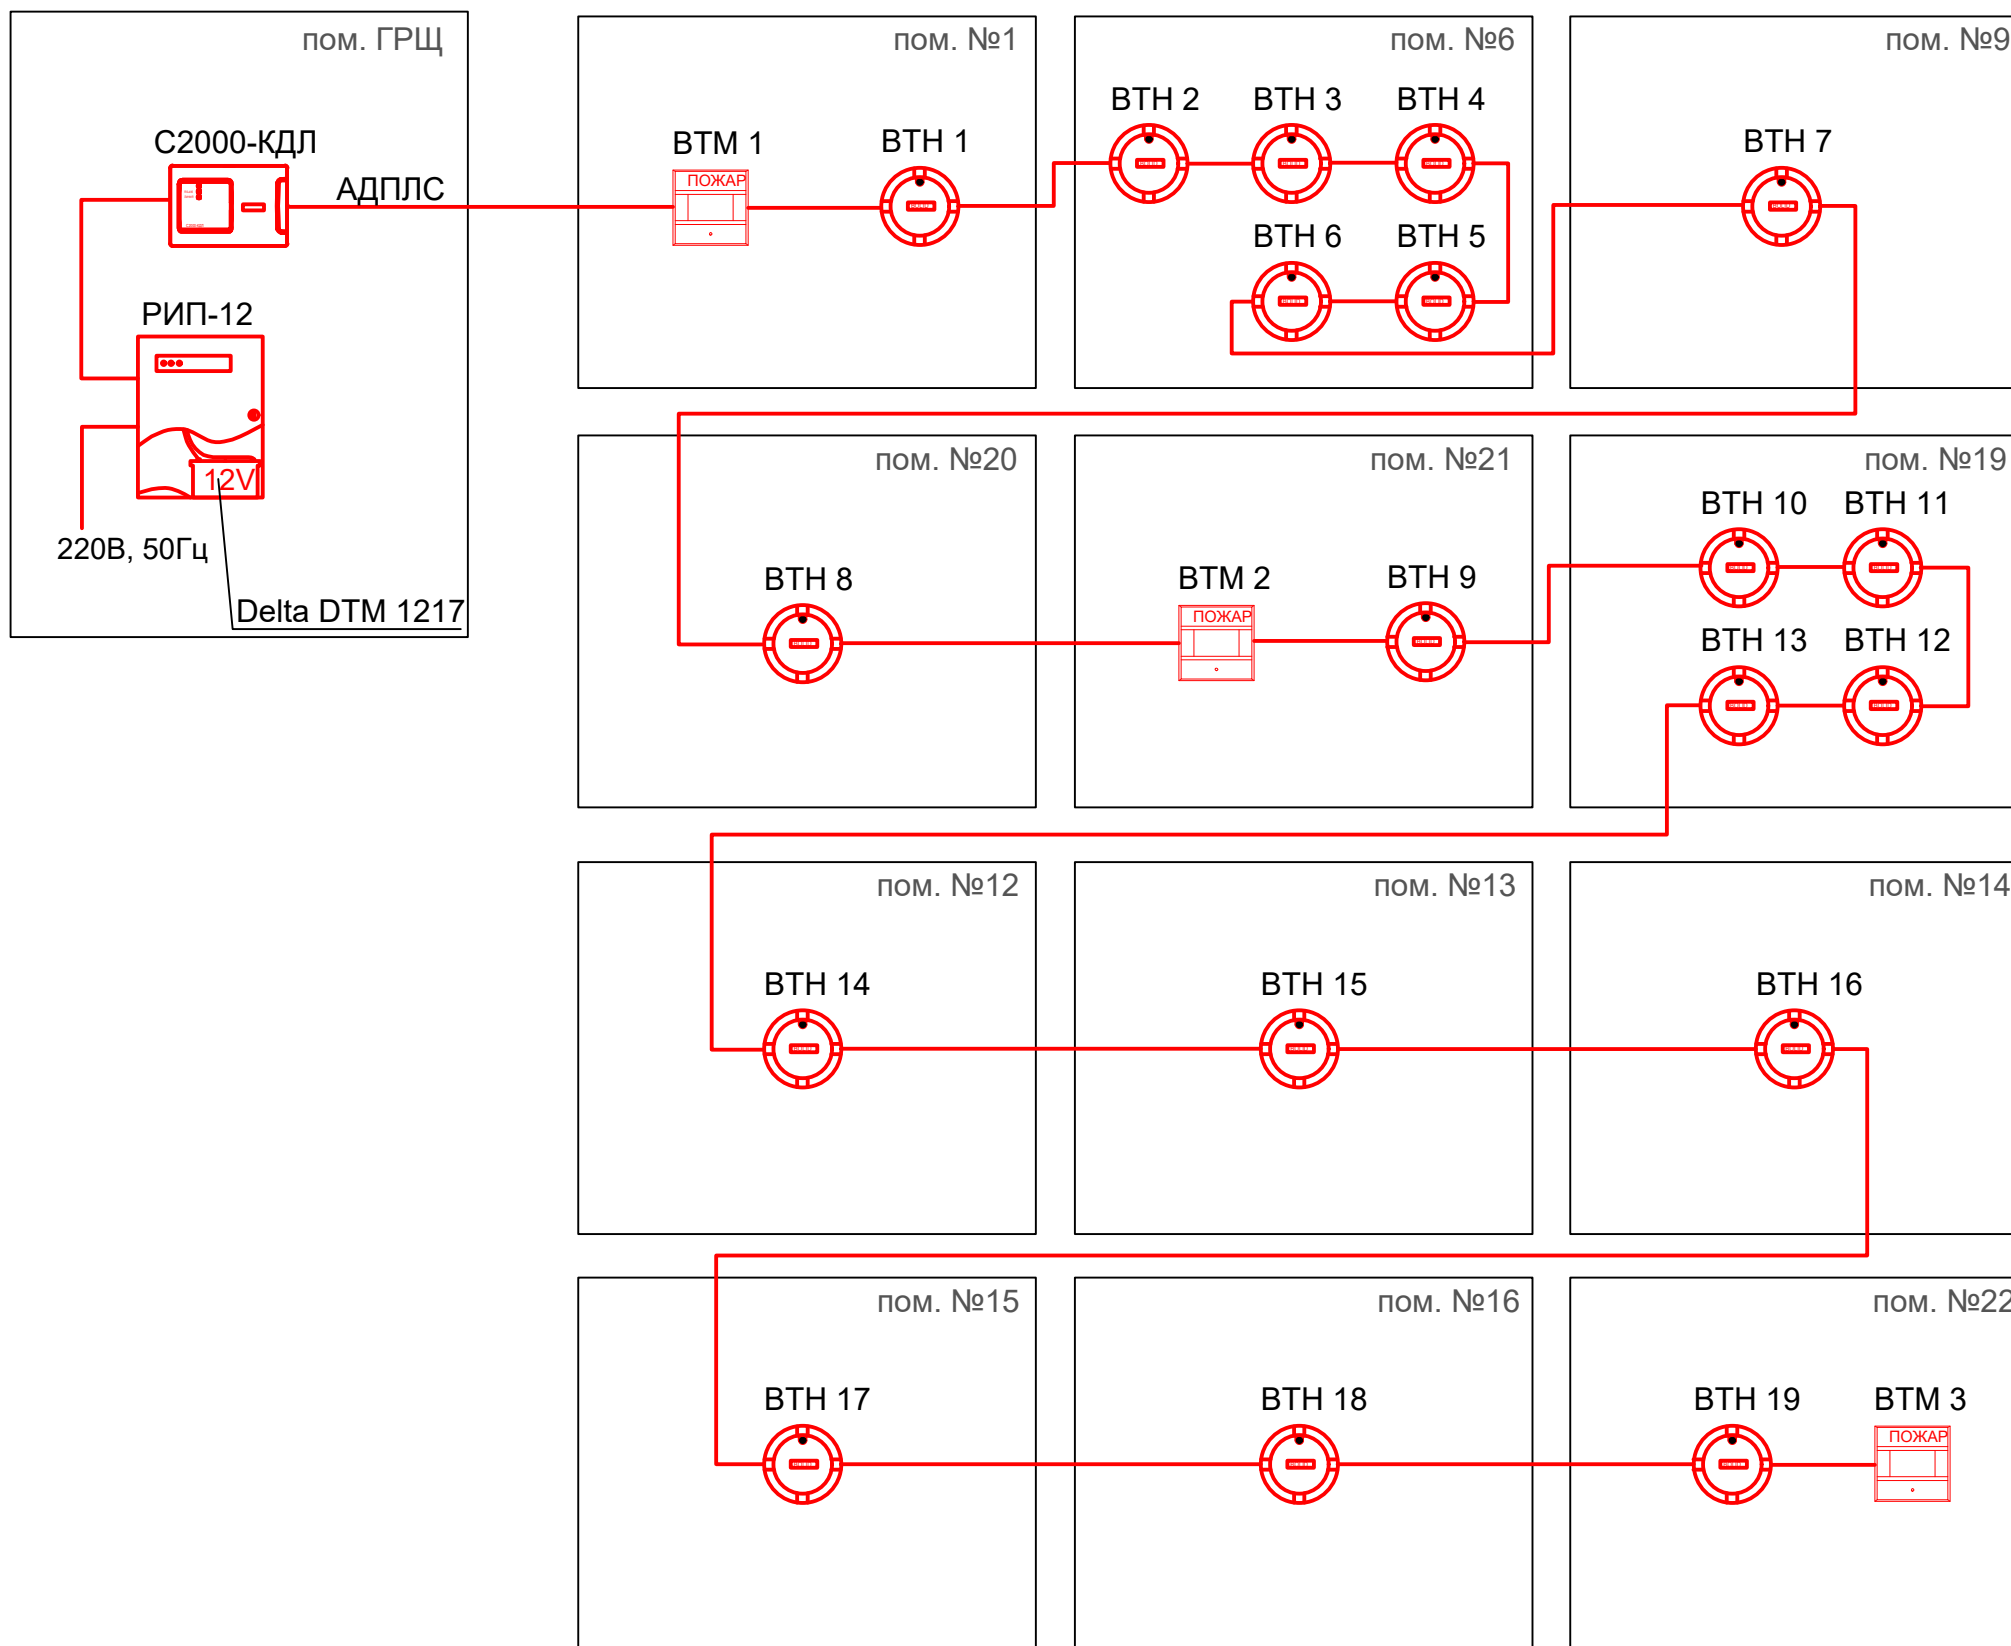 пом. ГРЩ
С2000-КДЛ
АДПЛС
РИП-12
12V
220В, 50Гц
Delta DTM 1217
пом. №1
ВТМ 1
ПОЖАР
ВТН 1
пом. №6
ВТН 2
ВТН 3
ВТН 4
ВТН 6
ВТН 5
пом. №9
ВТН 7
пом. №20
ВТН 8
пом. №21
ВТМ 2
ПОЖАР
ВТН 9
пом. №19
ВТН 10
ВТН 11
ВТН 13
ВТН 12
пом. №12
ВТН 14
пом. №13
ВТН 15
пом. №14
ВТН 16
пом. №15
ВТН 17
пом. №16
ВТН 18
пом. №22
ВТН 19
ВТМ 3
ПОЖАР